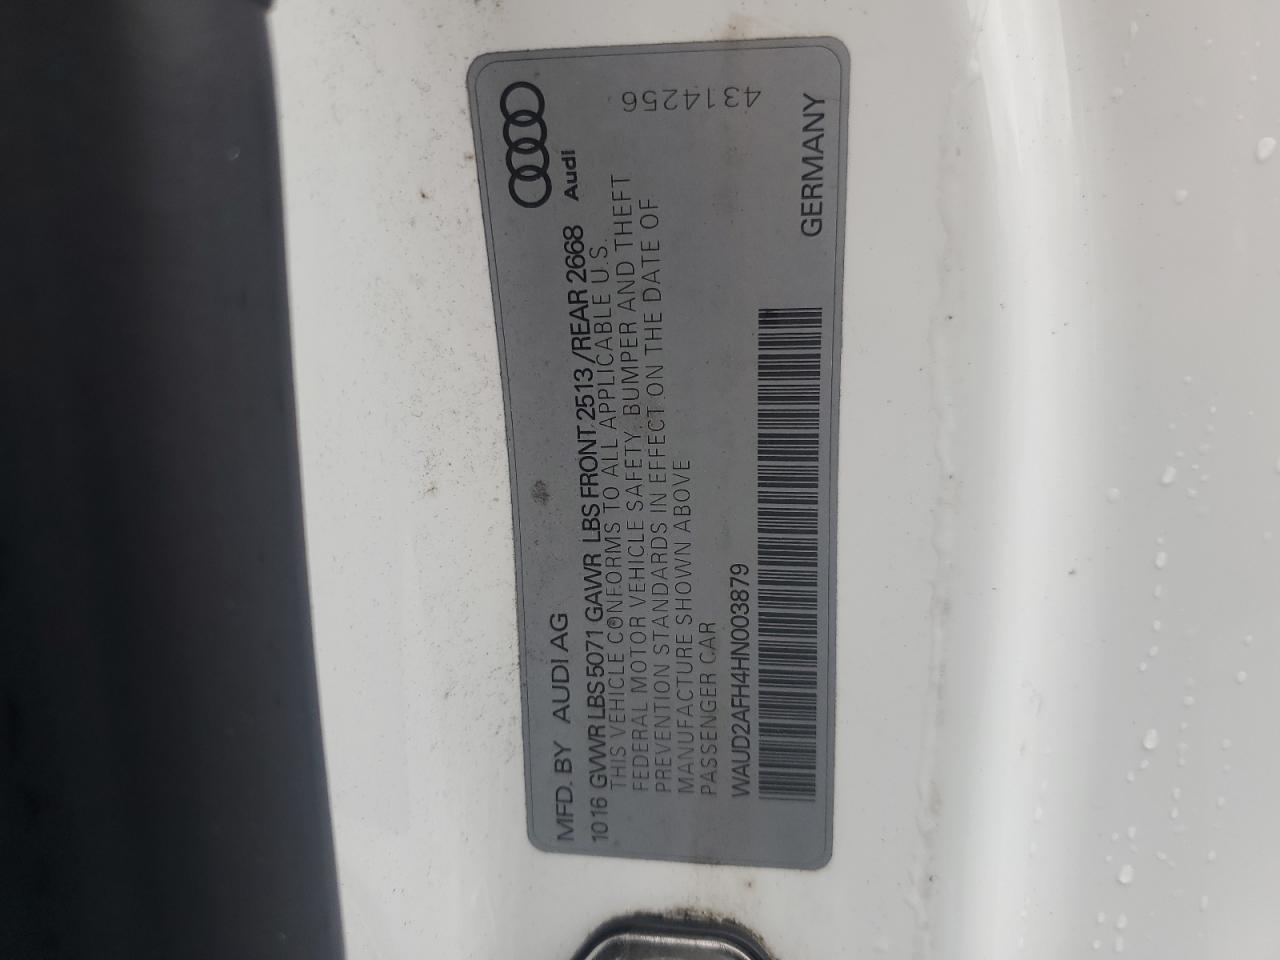 MFD. BY AUDI AG
Audi
10 16 GVWR LBS 5071 GAWR LBS FRONT 2513 / REAR 2668
THIS VEHICLE CONFORMS TO ALL APPLICABLE U.S.
FEDERAL MOTOR VEHICLE SAFETY, BUMPER AND THEFT
PREVENTION STANDARDS IN EFFECT ON THE DATE OF
MANUFACTURE SHOWN ABOVE
PASSENGER CAR
4314256
WAUD2AFH4HN003879
GERMANY